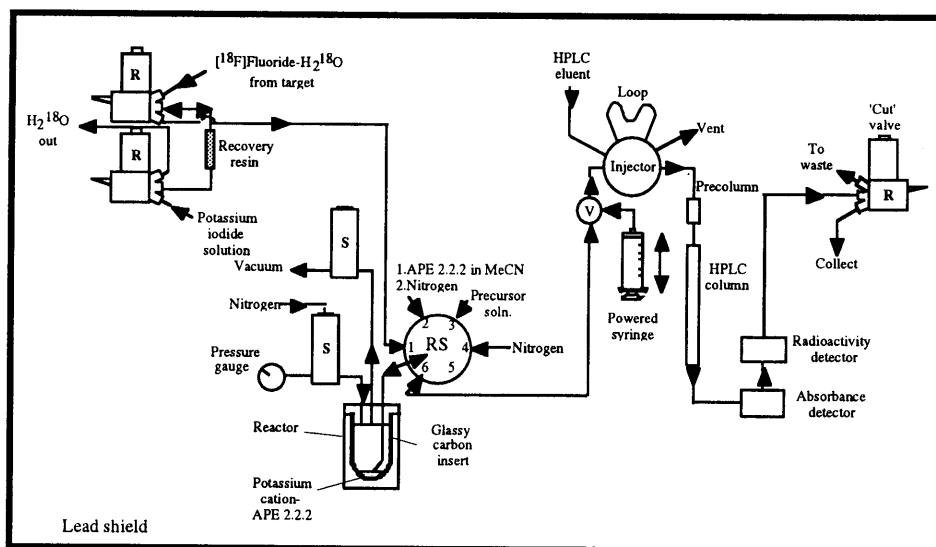 [18F]Fluoride-H2 18O
from target
R
H2 18O
out
R
Recovery
resin
Potassium
iodide
solution
Vacuum
S
Nitrogen
S
Pressure
gauge
1.APE 2.2.2 in MeCN
2.Nitrogen
Precursor
soln.
2
3
1
RS
4
6
5
Nitrogen
Reactor
Glassy
carbon
insert
Potassium
cation-
APE 2.2.2
Lead shield
HPLC
eluent
Loop
Vent
Injector
V
Powered
syringe
Precolumn
HPLC
column
Radioactivity
detector
Absorbance
detector
'Cut'
valve
To
waste
R
Collect